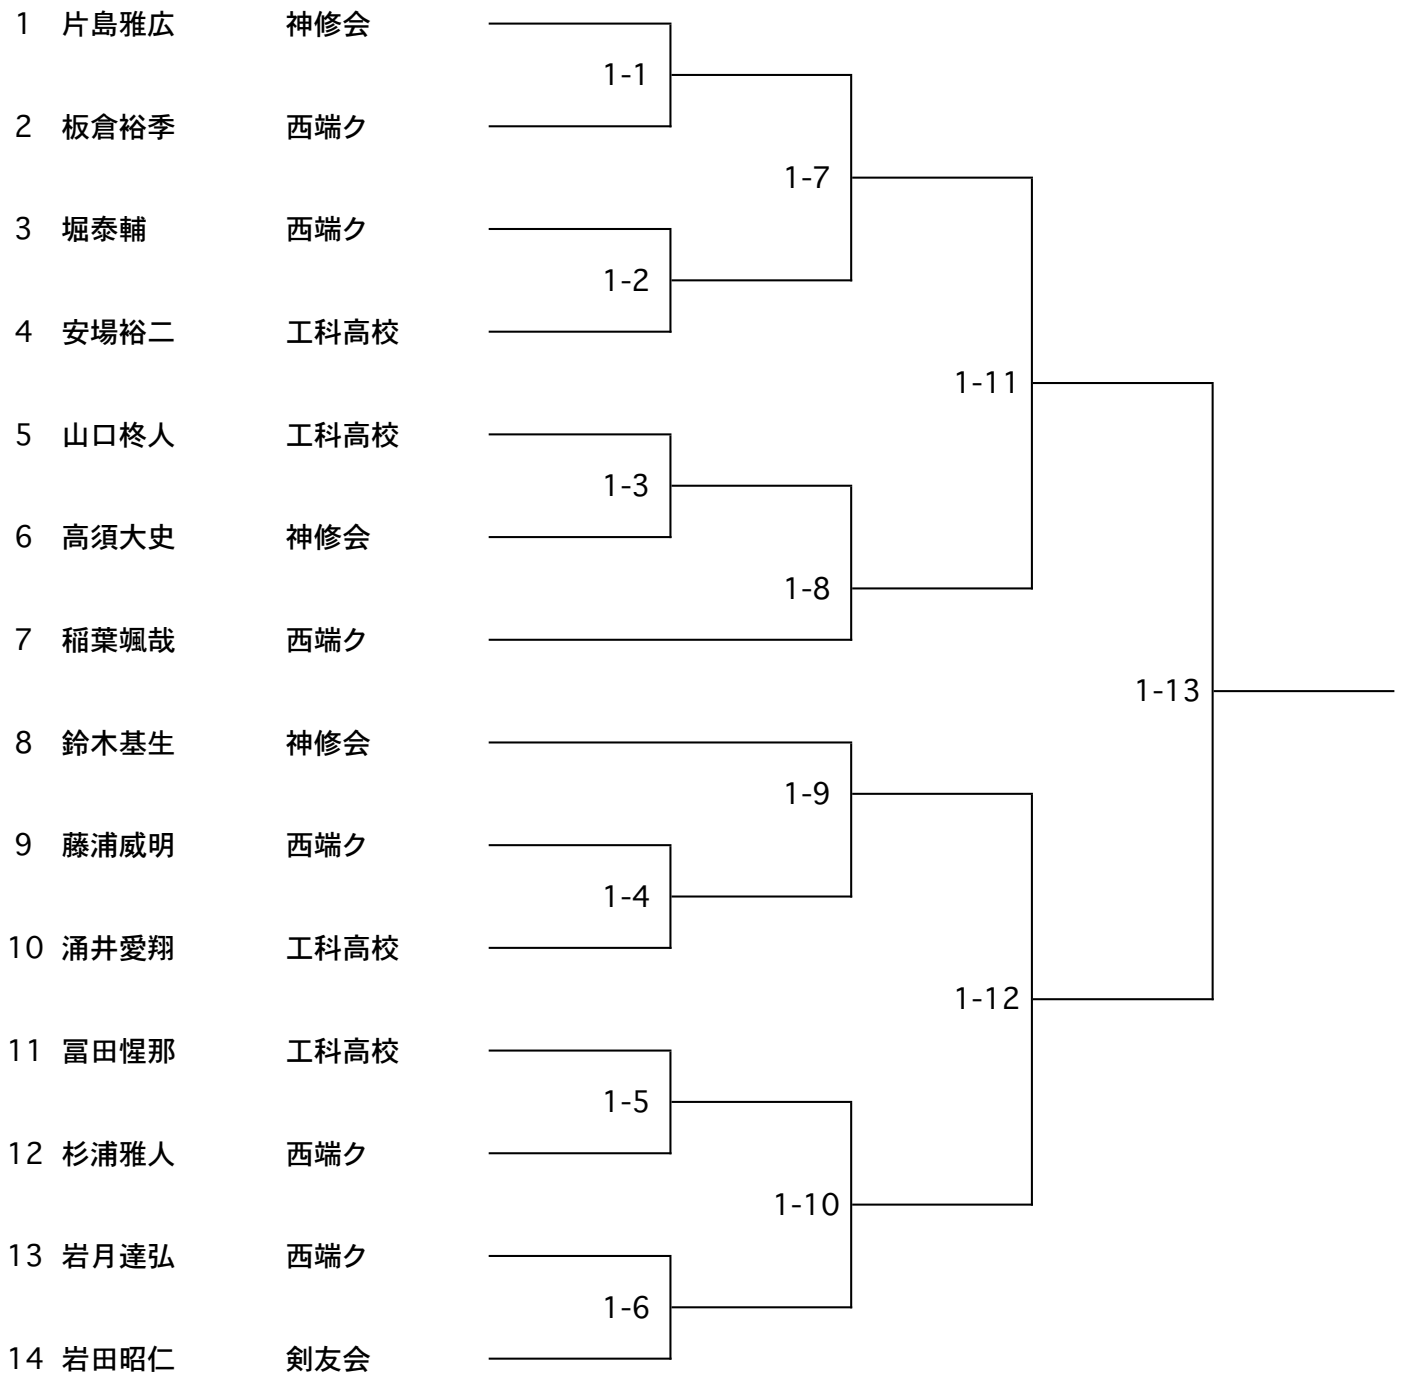 1 片島雅広 神修会
1-1
2 板倉裕季 西端ク
1-7
3 堀泰輔 西端ク
1-2
4 安場裕二 工科高校
1-11
5 山口柊人 工科高校
1-3
6 高須大史 神修会
1-8
7 稲葉颯哉 西端ク
1-13
8 鈴木基生 神修会
1-9
9 藤浦威明 西端ク
1-4
10 涌井愛翔 工科高校
1-12
11 冨田惺那 工科高校
1-5
12 杉浦雅人 西端ク
1-10
13 岩月達弘 西端ク
1-6
14 岩田昭仁 剣友会